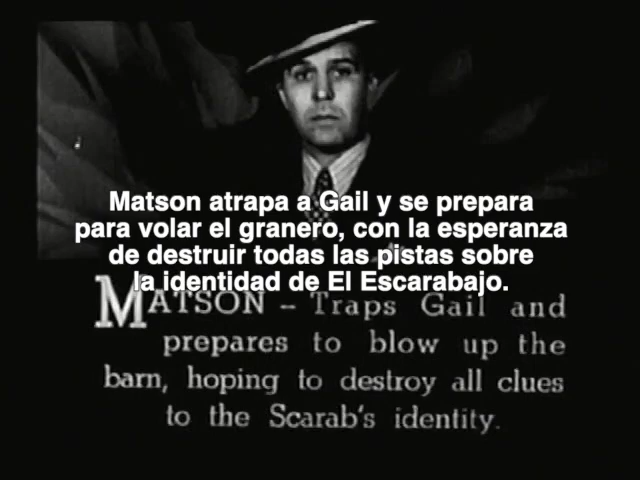 Matson atrapa a Gail y se prepara
para volar el granero, con la esperanza
de destruir todas las pistas sobre
la identidad de El Escarabajo.
MATSON – Traps Gail and
prepares to blow up the
barn, hoping to destroy all clues
to the Scarab's identity.